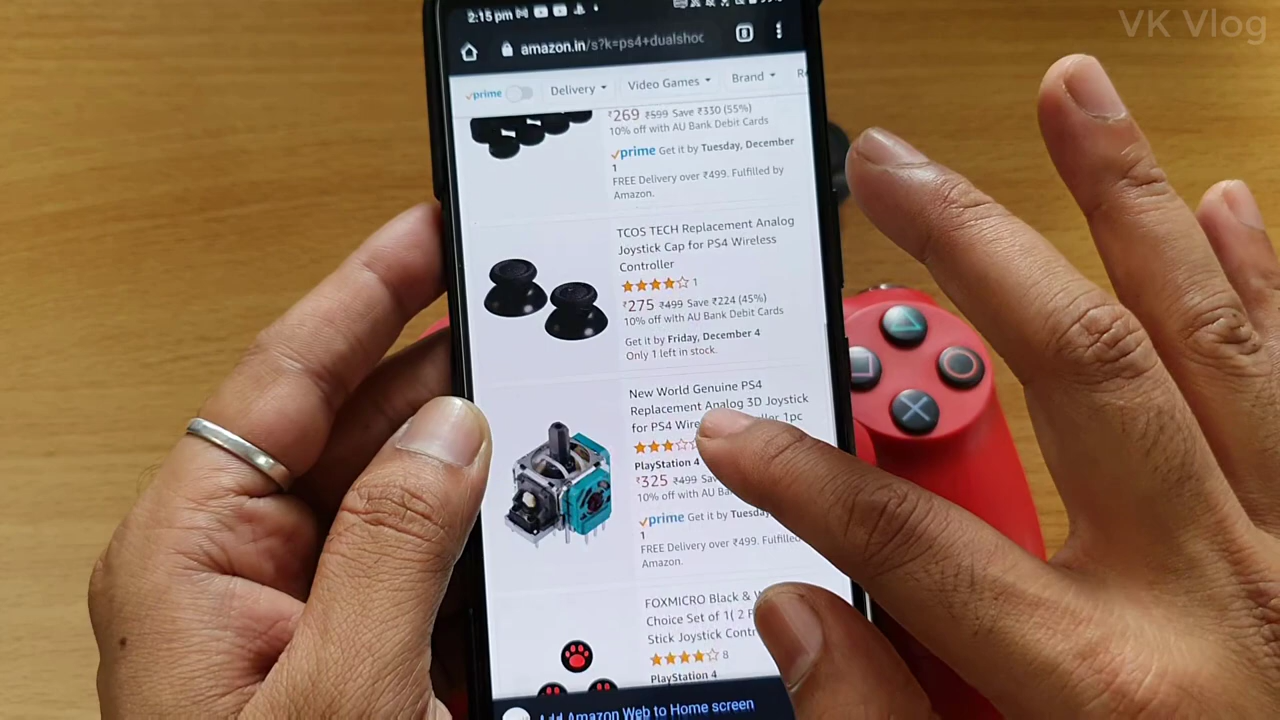 VK Vlog
2:15 pm
amazon.in/s?k=ps4+dualshoc
8
prime
Delivery
Video Games
Brand
₹269 ₹599 Save ₹330 (55%)
10% off with AU Bank Debit Cards
prime Get it by Tuesday, December
1
FREE Delivery over ₹499. Fulfilled by
Amazon.
TCOS TECH Replacement Analog
Joystick Cap for PS4 Wireless
Controller
1
₹275 ₹499 Save ₹224 (45%)
10% off with AU Bank Debit Cards
Get it by Friday, December 4
Only 1 left in stock.
New World Genuine PS4
Replacement Analog 3D Joystick
for PS4 1pc
PlayStation 4
₹325 ₹499
10% off with AU
prime Get it by
1
FREE Delivery over ₹499.
Amazon.
FOXMICRO Black &
Choice Set of 1( 2
Stick Joystick
8
PlayStation 4
Add Amazon Web to Home screen